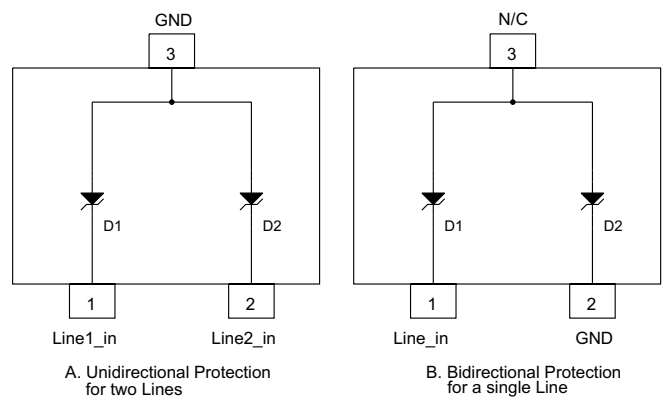 GND
N/C
3
3
D1
D2
D1
D2
1
2
1
2
Line1_in
Line2_in
Line_in
GND
A. Unidirectional Protection
for two Lines
B. Bidirectional Protection
for a single Line